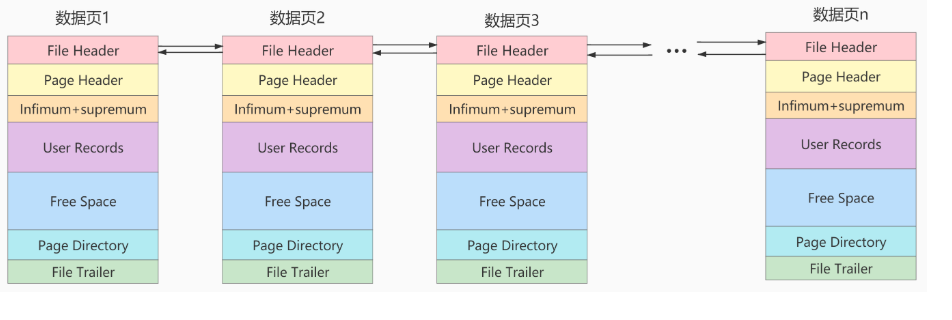 数据页1
File Header
Page Header
Infimum+supremum
User Records
Free Space
Page Directory
File Trailer
数据页2
File Header
Page Header
Infimum+supremum
User Records
Free Space
Page Directory
File Trailer
数据页3
File Header
Page Header
Infimum+supremum
User Records
Free Space
Page Directory
File Trailer
...
数据页n
File Header
Page Header
Infimum+supremum
User Records
Free Space
Page Directory
File Trailer